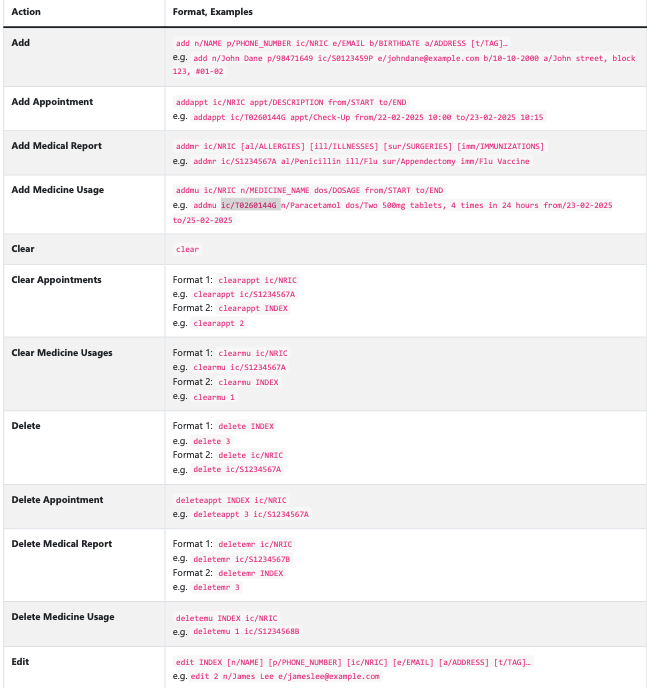 Action Format, Examples
Add add n/NAME p/PHONE_NUMBER ic/NRIC e/EMAIL b/BIRTHDATE a/ADDRESS [t/TAG]…
e.g. add n/John Dane p/98471649 ic/S0123459P e/johndane@example.com b/10-10-2000 a/John street, block
123, #01-02
Add Appointment addappt ic/NRIC appt/DESCRIPTION from/START to/END
e.g. addappt ic/T0260144G appt/Check-Up from/22-02-2025 10:00 to/23-02-2025 10:15
Add Medical Report addmr ic/NRIC [al/ALLERGIES] [ill/ILLNESSES] [sur/SURGERIES] [imm/IMMUNIZATIONS]
e.g. addmr ic/S1234567A al/Penicillin ill/Flu sur/Appendectomy imm/Flu Vaccine
Add Medicine Usage addmu ic/NRIC n/MEDICINE_NAME dos/DOSAGE from/START to/END
e.g. addmu ic/T0260144G n/Paracetamol dos/Two 500mg tablets, 4 times in 24 hours from/23-02-2025
to/25-02-2025
Clear clear
Clear Appointments Format 1: clearappt ic/NRIC
e.g. clearappt ic/S1234567A
Format 2: clearappt INDEX
e.g. clearappt 2
Clear Medicine Usages Format 1: clearmu ic/NRIC
e.g. clearmu ic/S1234567A
Format 2: clearmu INDEX
e.g. clearmu 1
Delete Format 1: delete INDEX
e.g. delete 3
Format 2: delete ic/NRIC
e.g. delete ic/S1234567A
Delete Appointment deleteappt INDEX ic/NRIC
e.g. deleteappt 3 ic/S1234567A
Delete Medical Report Format 1: deletemr ic/NRIC
e.g. deletemr ic/S1234567B
Format 2: deletemr INDEX
e.g. deletemr 3
Delete Medicine Usage deletemu INDEX ic/NRIC
e.g. deletemu 1 ic/S1234568B
Edit edit INDEX [n/NAME] [p/PHONE_NUMBER] [ic/NRIC] [e/EMAIL] [a/ADDRESS] [t/TAG]…
e.g. edit 2 n/James Lee e/jameslee@example.com